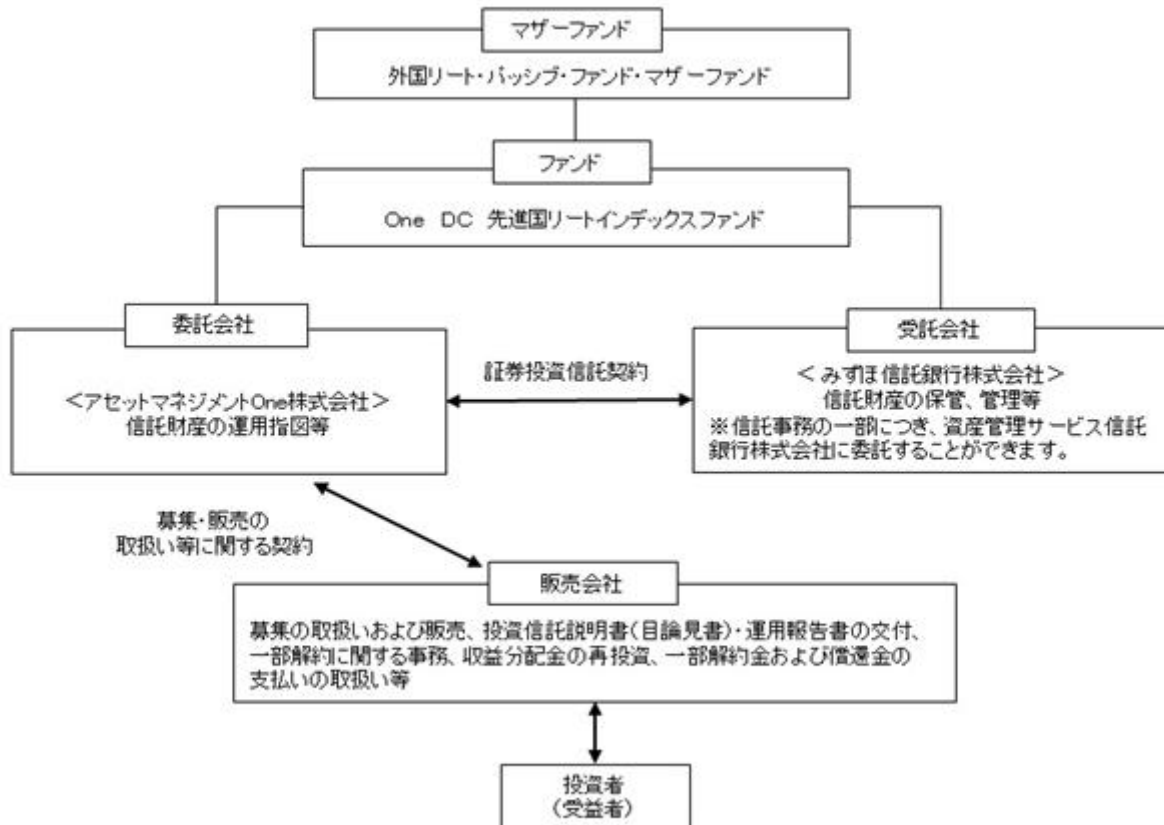 マザーファンド
外国リート・パッシブ・ファンド・マザーファンド
ファンド
One DC 先進国リートインデックスファンド
委託会社
<アセットマネジメントOne株式会社>
信託財産の運用指図等
証券投資信託契約
受託会社
<みずほ信託銀行株式会社>
信託財産の保管、管理等
※信託事務の一部につき、資産管理サービス信託
銀行株式会社に委託することができます。
募集・販売の
取扱い等に関する契約
販売会社
募集の取扱いおよび販売、投資信託説明書(目論見書)・運用報告書の交付、
一部解約に関する事務、収益分配金の再投資、一部解約金および償還金の
支払いの取扱い等
投資者
(受益者)